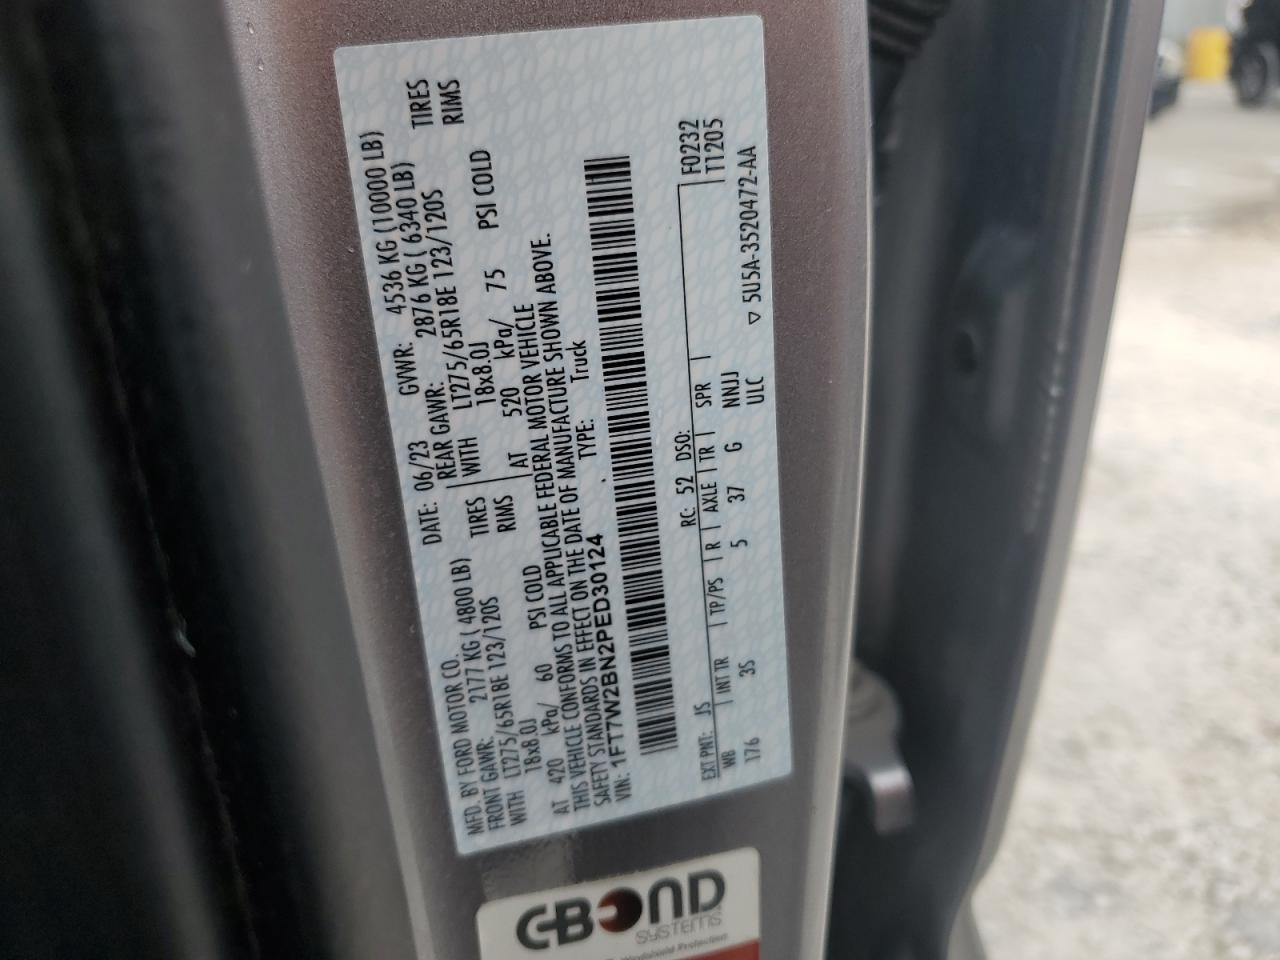 MFD. BY FORD MOTOR CO.
DATE: 06/23 GVWR: 4536 KG (10000 LB)
FRONT GAWR: 2177 KG ( 4800 LB)
REAR GAWR: 2876 KG ( 6340 LB)
WITH LT275/65R18E 123/120S TIRES
WITH LT275/65R18E 123/120S TIRES
18x8.0J RIMS
18x8.0J RIMS
AT 420 kPa/ 60 PSI COLD
AT 520 kPa/ 75 PSI COLD
THIS VEHICLE CONFORMS TO ALL APPLICABLE FEDERAL MOTOR VEHICLE
SAFETY STANDARDS IN EFFECT ON THE DATE OF MANUFACTURE SHOWN ABOVE.
VIN: 1FT7W2BN2PED30124 TYPE: Truck
F0232
T1205
EXT PNT: JS RC: 52 DSO:
WB INT TR TP/PS R AXLE TR SPR
176 3S 5 37 G NNJJ
ULC
▽ 5U5A-3520472-AA
C-BOND
SYSTEMS
Windshield Protection